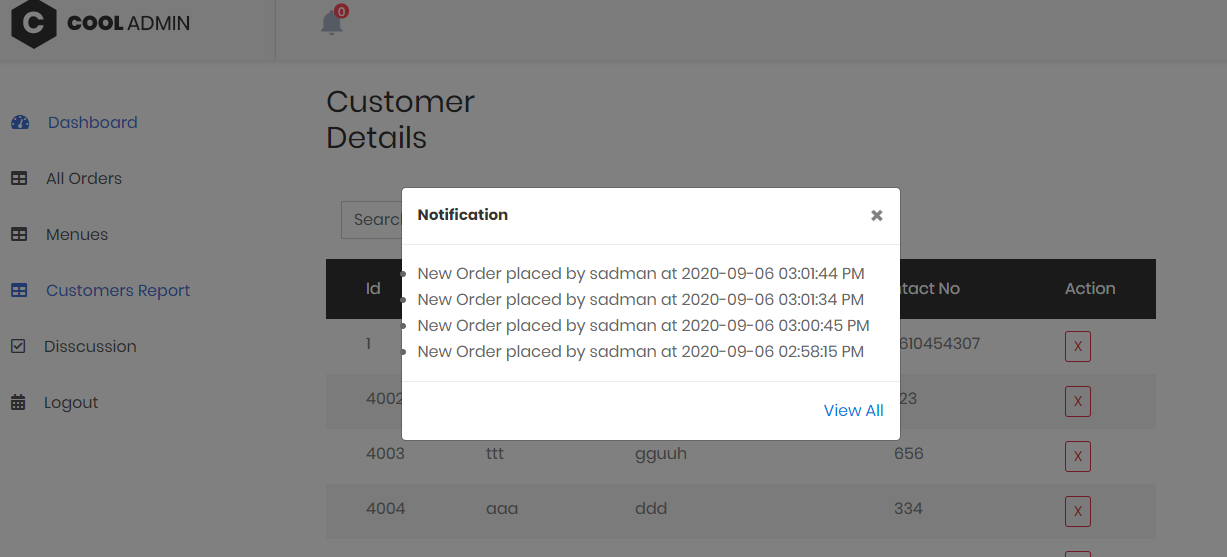 C COOL ADMIN
0
Dashboard
All Orders
Menues
Customers Report
Disscussion
Logout
Customer
Details
Search
Notification
×
New Order placed by sadman at 2020-09-06 03:01:44 PM
New Order placed by sadman at 2020-09-06 03:01:34 PM
New Order placed by sadman at 2020-09-06 03:00:45 PM
New Order placed by sadman at 2020-09-06 02:58:15 PM
View All
Id tact No Action
1 610454307 X
4002 23 X
4003 ttt gguuh 656 X
4004 aaa ddd 334 X